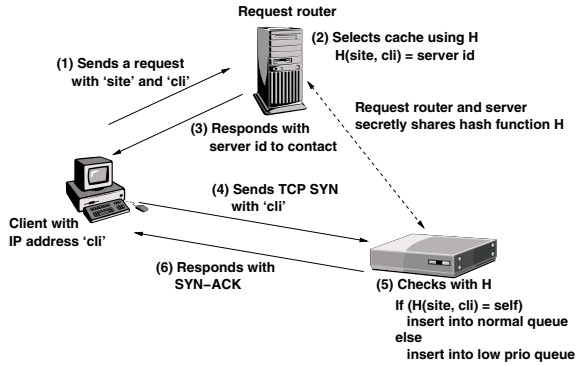 Request router
(1) Sends a request
with 'site' and 'cli'
(2) Selects cache using H
H(site, cli) = server id
(3) Responds with
server id to contact
Request router and server
secretly shares hash function H
(4) Sends TCP SYN
with 'cli'
Client with
IP address 'cli'
(6) Responds with
SYN−ACK
(5) Checks with H
If (H(site, cli) = self)
insert into normal queue
else
insert into low prio queue